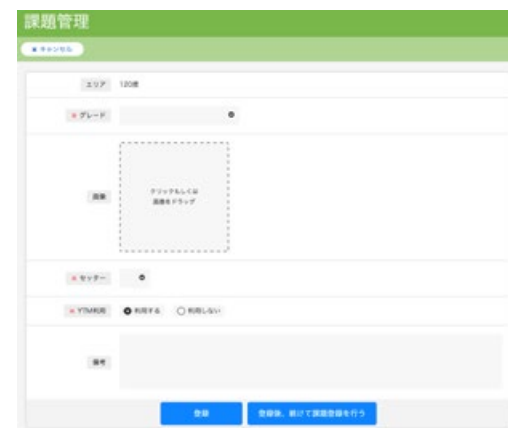 課題管理
× キャンセル
エリア 120度
※ グレード
画像
クリックもしくは
画像をドラッグ
※ セッター
※ YTM利用 利用する 利用しない
備考
登録 登録後、続けて課題登録を行う